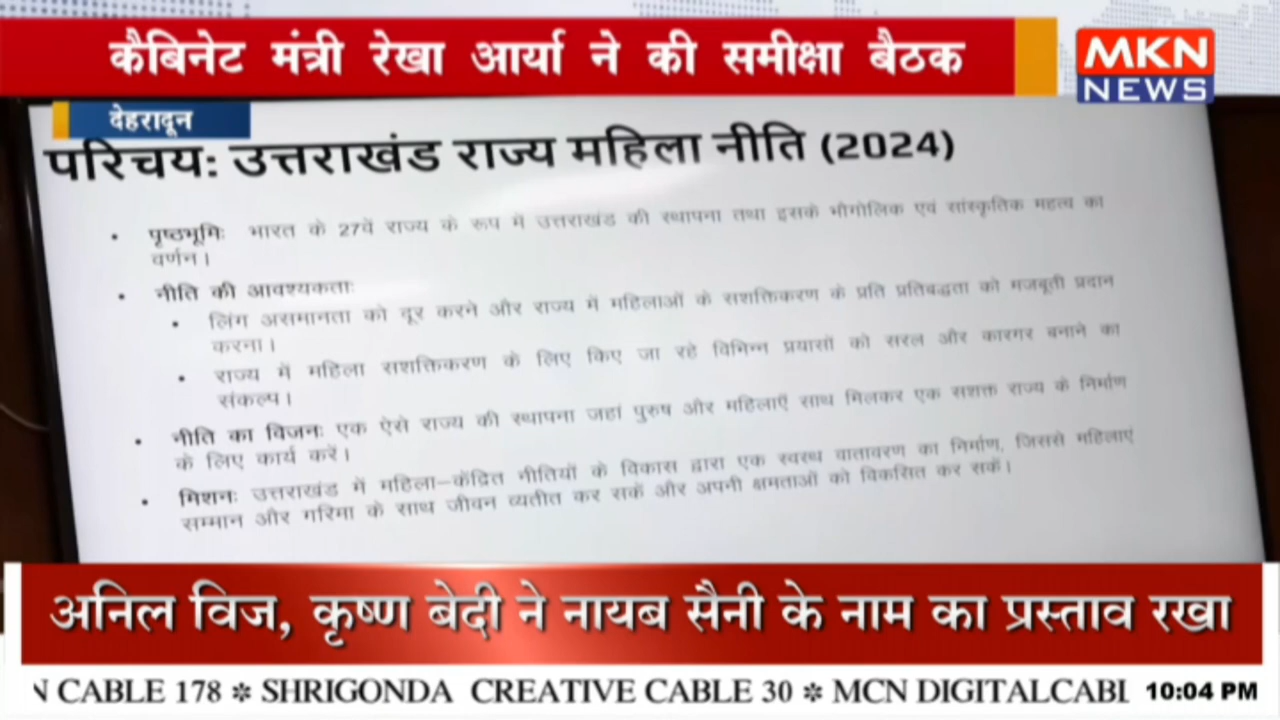 कैबिनेट मंत्री रेखा आर्या ने की समीक्षा बैठक
MKN
NEWS
देहरादून
परिचय: उत्तराखंड राज्य महिला नीति (2024)
• पृष्ठभूमिः भारत के 27वें राज्य के रूप में उत्तराखंड की स्थापना तथा इसके भौगोलिक एवं सांस्कृतिक महत्व का
वर्णन।
• नीति की आवश्यकताः
• लिंग असमानता को दूर करने और राज्य में महिलाओं के सशक्तिकरण के प्रति प्रतिबद्धता को मजबूती प्रदान
करना।
• राज्य में महिला सशक्तिकरण के लिए किए जा रहे विभिन्न प्रयासों को सरल और कारगर बनाने का
संकल्प।
• नीति का विजनः एक ऐसे राज्य की स्थापना जहां पुरुष और महिलाएँ साथ मिलकर एक सशक्त राज्य के निर्माण
के लिए कार्य करें।
• मिशनः उत्तराखंड में महिला–केंद्रित नीतियों के विकास द्वारा एक स्वस्थ वातावरण का निर्माण, जिससे महिलाएं
सम्मान और गरिमा के साथ जीवन व्यतीत कर सकें और अपनी क्षमताओं को विकसित कर सकें।
अनिल विज, कृष्ण बेदी ने नायब सैनी के नाम का प्रस्ताव रखा
N CABLE 178 ✽ SHRIGONDA CREATIVE CABLE 30 ✽ MCN DIGITALCABL
10:04 PM